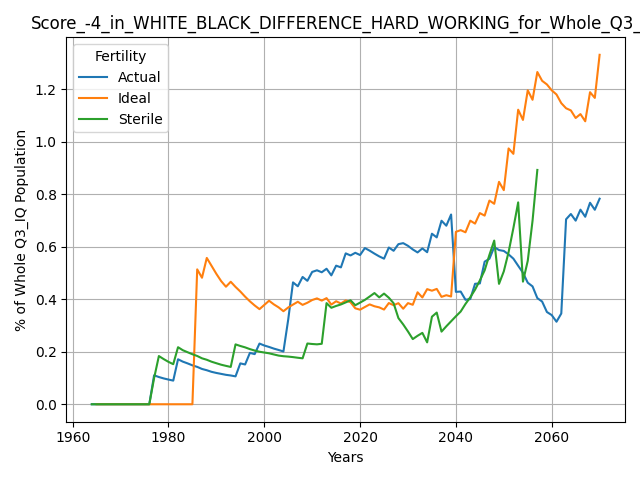 Score_-4_in_WHITE_BLACK_DIFFERENCE_HARD_WORKING_for_Whole_Q3_
Fertility
Actual
Ideal
Sterile
% of Whole Q3_IQ Population
1.2
1.0
0.8
0.6
0.4
0.2
0.0
1960 1980 2000 2020 2040 2060
Years